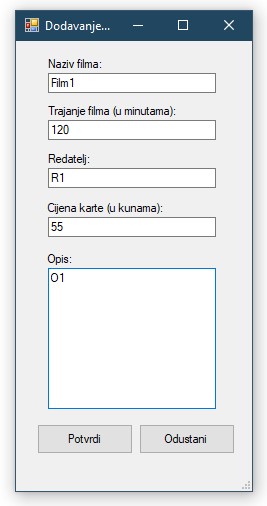 Dodavanje...
Naziv filma:
Film1
Trajanje filma (u minutama):
120
Redatelj:
R1
Cijena karte (u kunama):
55
Opis:
O1
Potvrdi Odustani